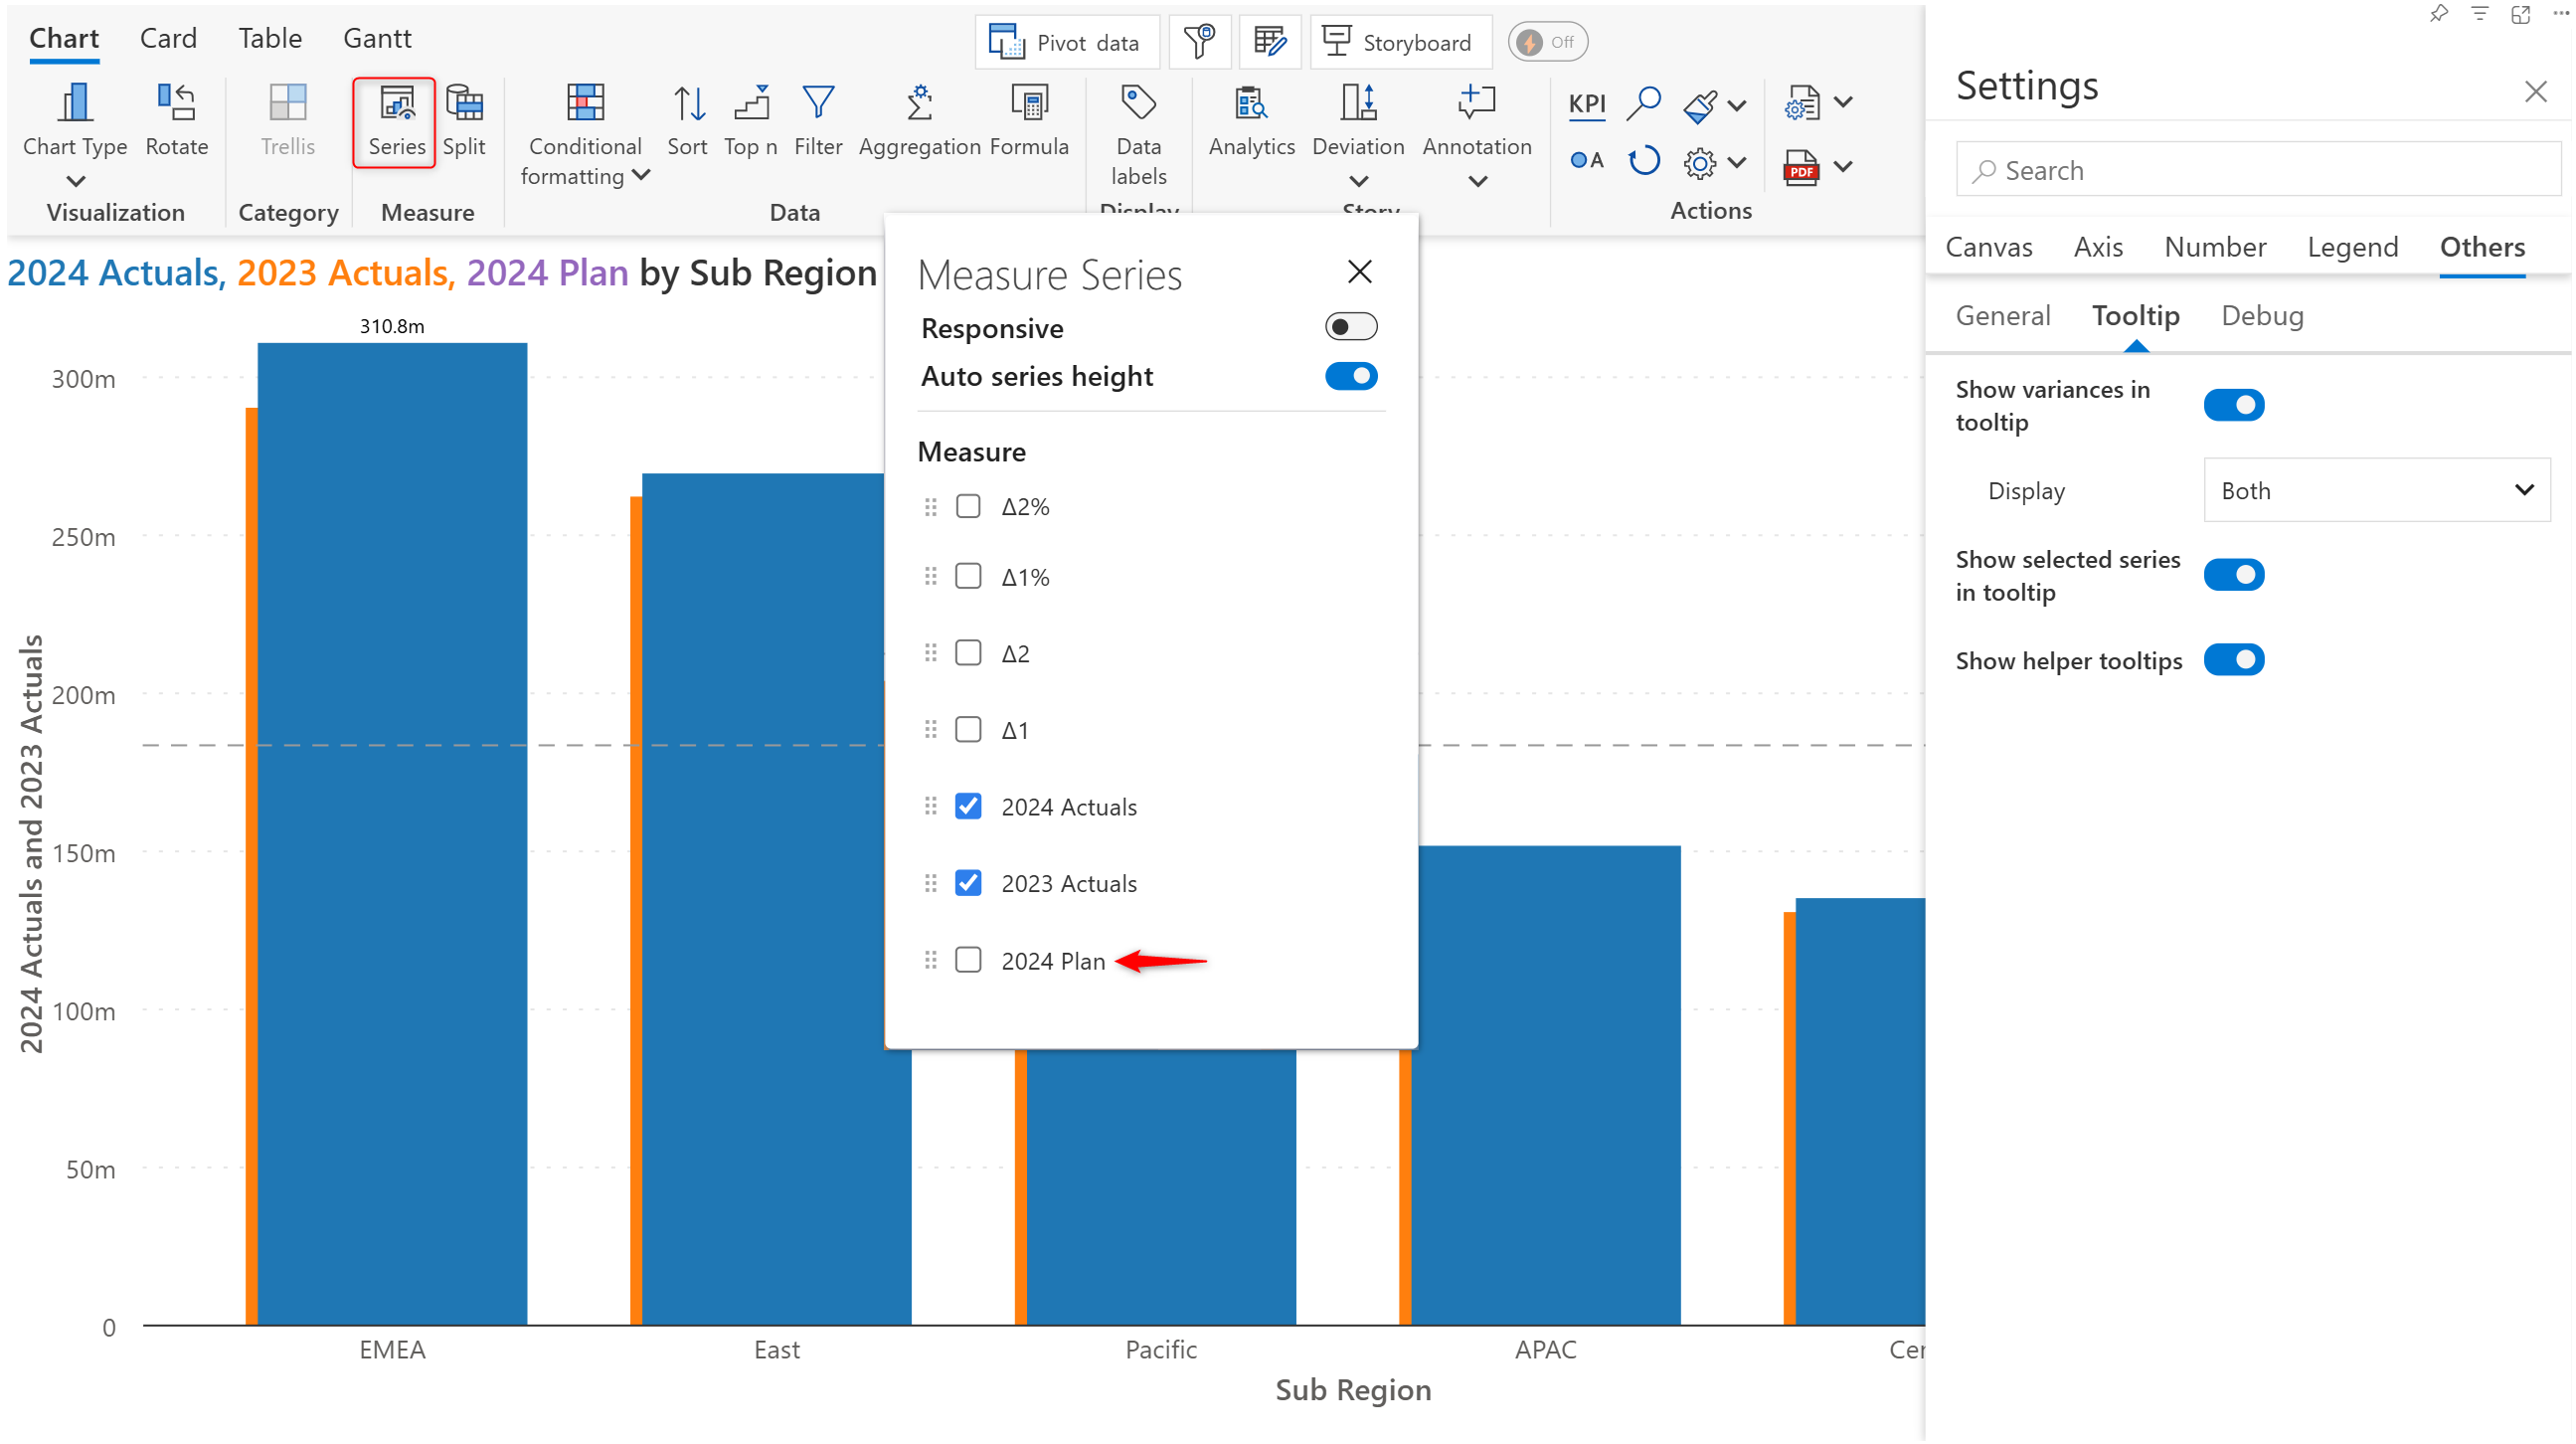 Chart Card Table Gantt
Pivot data
Storyboard
Off
Chart Type
Rotate
Trellis
Series
Split
Conditional
formatting
Sort
Top n
Filter
Aggregation
Formula
Data
labels
Analytics
Deviation
Annotation
KPI
A
PDF
Visualization
Category
Measure
Data
Display
Story
Actions
2024 Actuals, 2023 Actuals, 2024 Plan by Sub Region
310.8m
300m
250m
200m
150m
100m
50m
0
2024 Actuals and 2023 Actuals
EMEA
East
Pacific
APAC
Cer
Sub Region
Measure Series
Responsive
Auto series height
Measure
Δ2%
Δ1%
Δ2
Δ1
2024 Actuals
2023 Actuals
2024 Plan
Settings
Search
Canvas Axis Number Legend Others
General Tooltip Debug
Show variances in
tooltip
Display
Both
Show selected series
in tooltip
Show helper tooltips